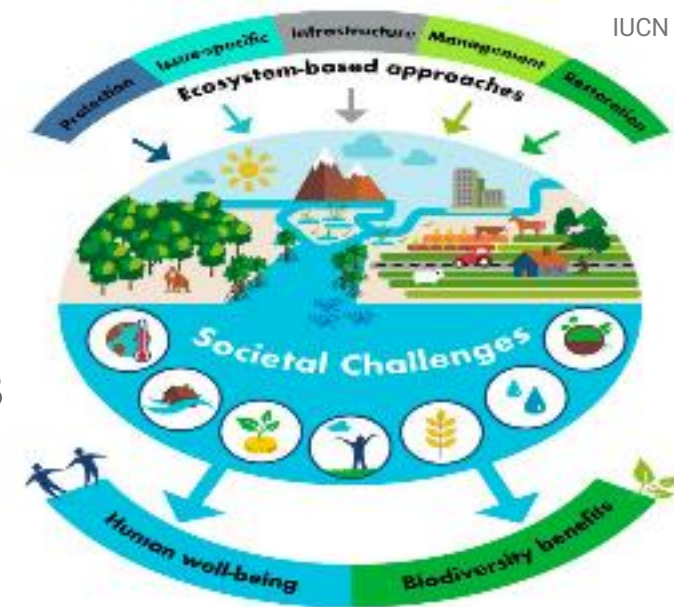 IUCN
Protection
Issue-specific
Infrastructure
Management
Restoration
Ecosystem-based approaches
Societal Challenges
Human well-being
Biodiversity benefits